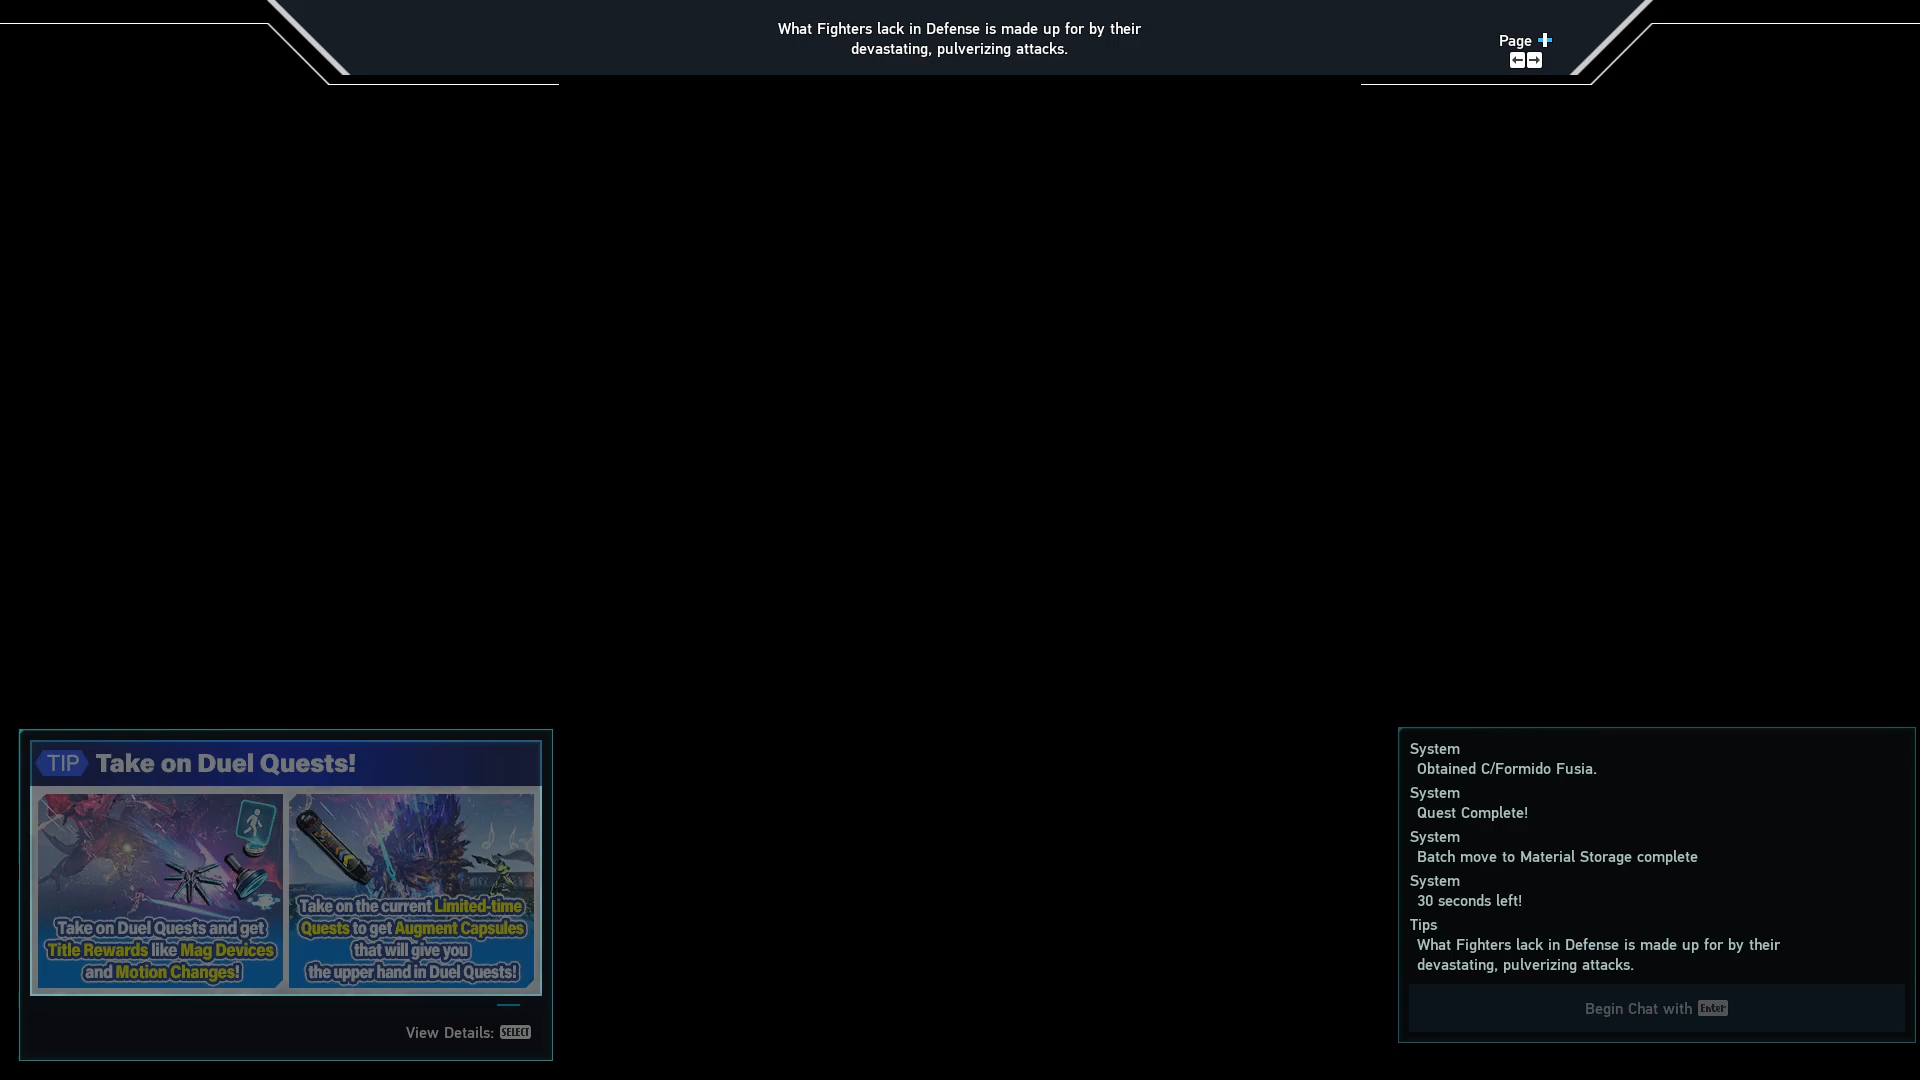 What Fighters lack in Defense is made up for by their
devastating, pulverizing attacks.
Page
TIP Take on Duel Quests!
Take on Duel Quests and get
Title Rewards like Mag Devices
and Motion Changes!
Take on the current Limited-time
Quests to get Augment Capsules
that will give you
the upper hand in Duel Quests!
View Details: SELECT
System
Obtained C/Formido Fusia.
System
Quest Complete!
System
Batch move to Material Storage complete
System
30 seconds left!
Tips
What Fighters lack in Defense is made up for by their
devastating, pulverizing attacks.
Begin Chat with Enter